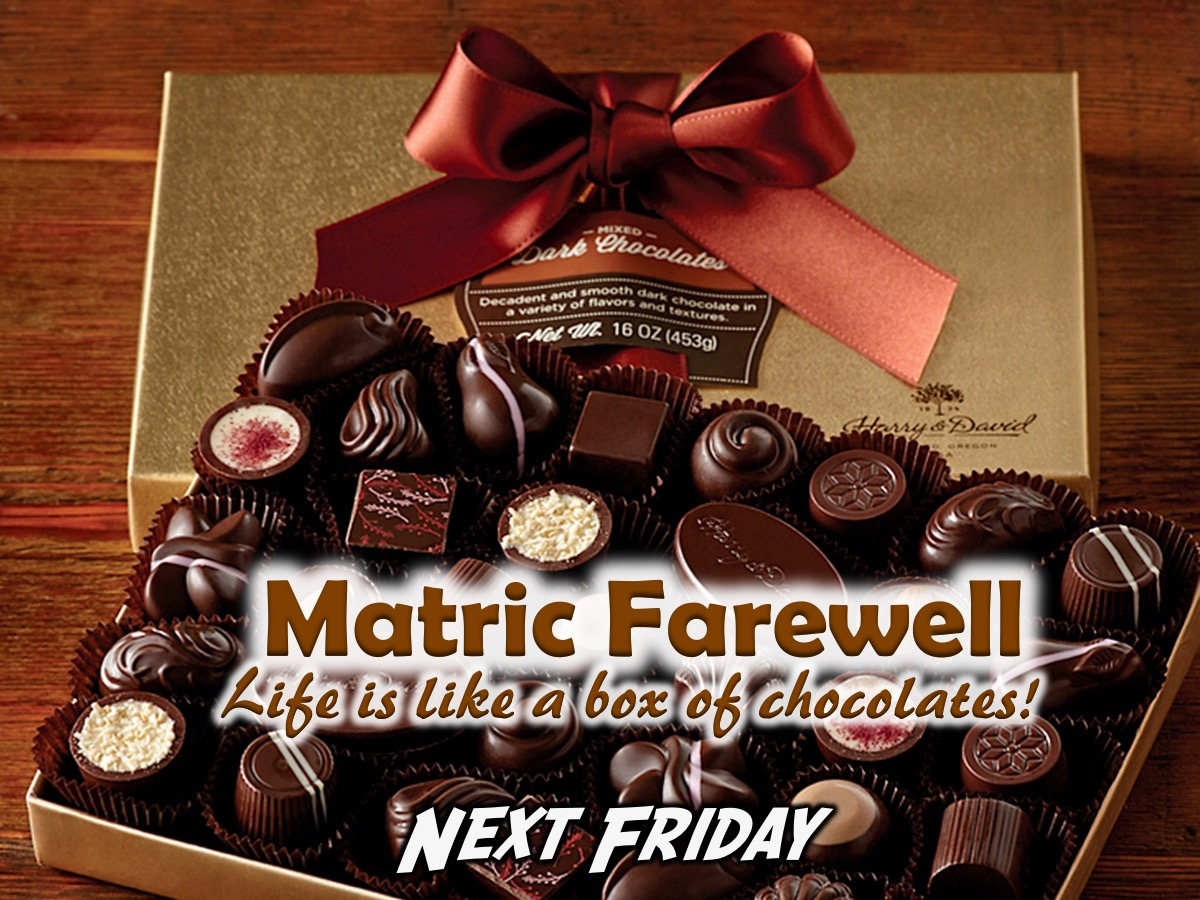 — MIXED —
Dark Chocolates
Decadent and smooth dark chocolate in
a variety of flavors and textures.
Net Wt. 16 OZ (453g)
Harry & David
OREGON
Matric Farewell
Life is like a box of chocolates!
NEXT FRIDAY